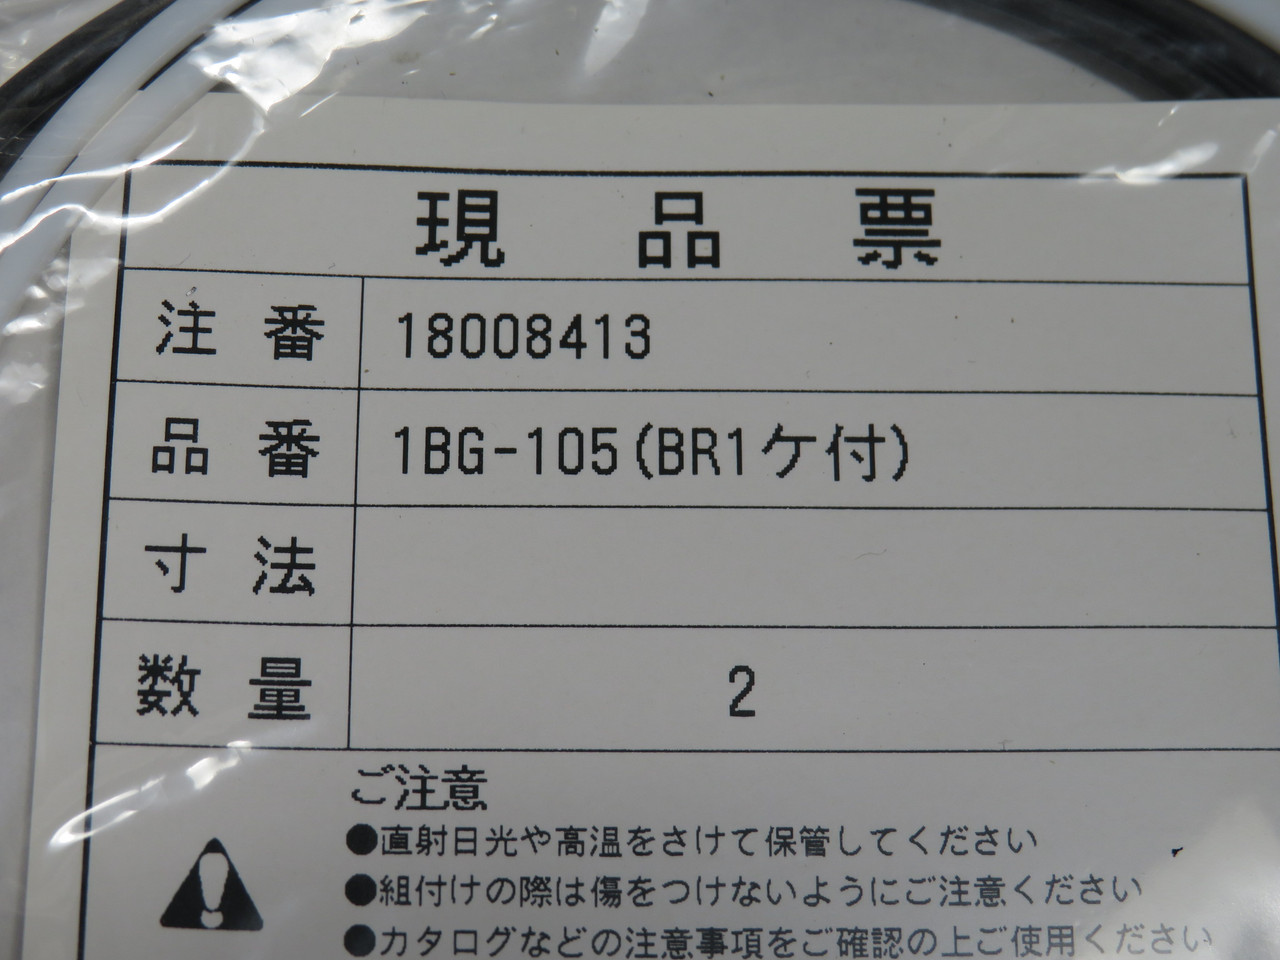 現品票
注番 18008413
品番 1BG-105(BR1ケ付)
寸法
数量 2
ご注意
●直射日光や高温をさけて保管してください
●組付けの際は傷をつけないようにご注意ください
●カタログなどの注意事項をご確認の上ご使用ください